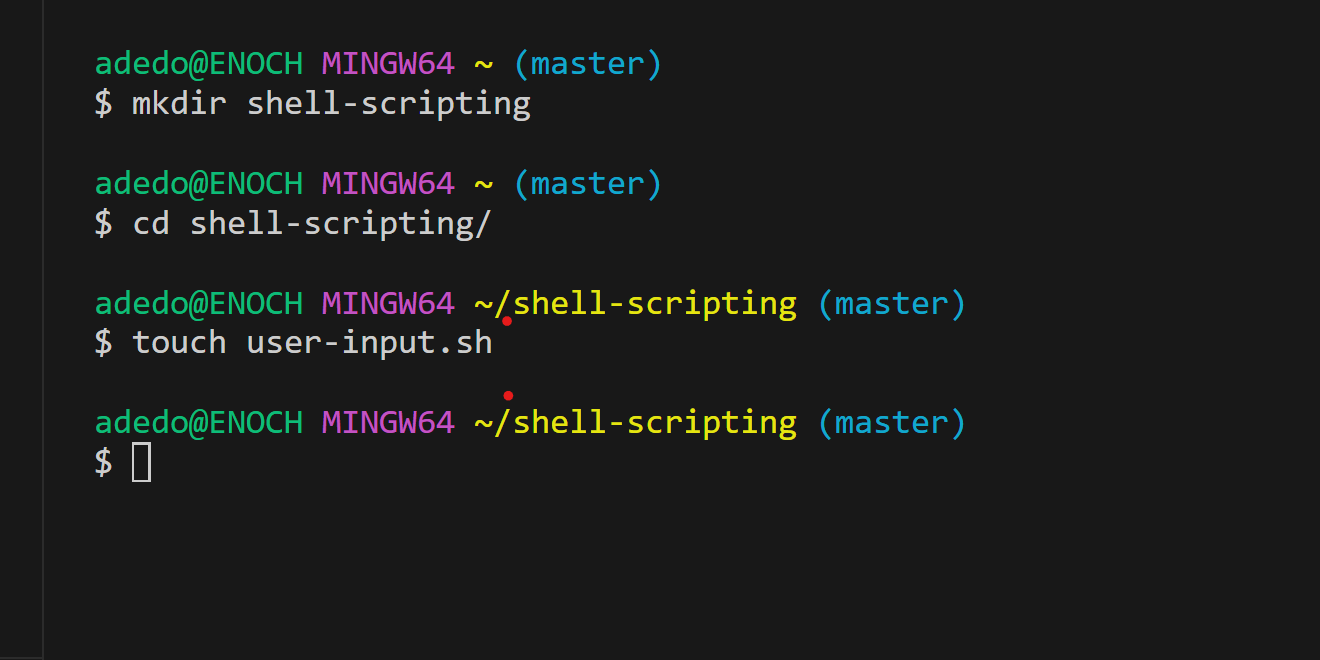 adedo@ENOCH MINGW64 ~ (master)
$ mkdir shell-scripting
adedo@ENOCH MINGW64 ~ (master)
$ cd shell-scripting/
adedo@ENOCH MINGW64 ~/shell-scripting (master)
$ touch user-input.sh
adedo@ENOCH MINGW64 ~/shell-scripting (master)
$